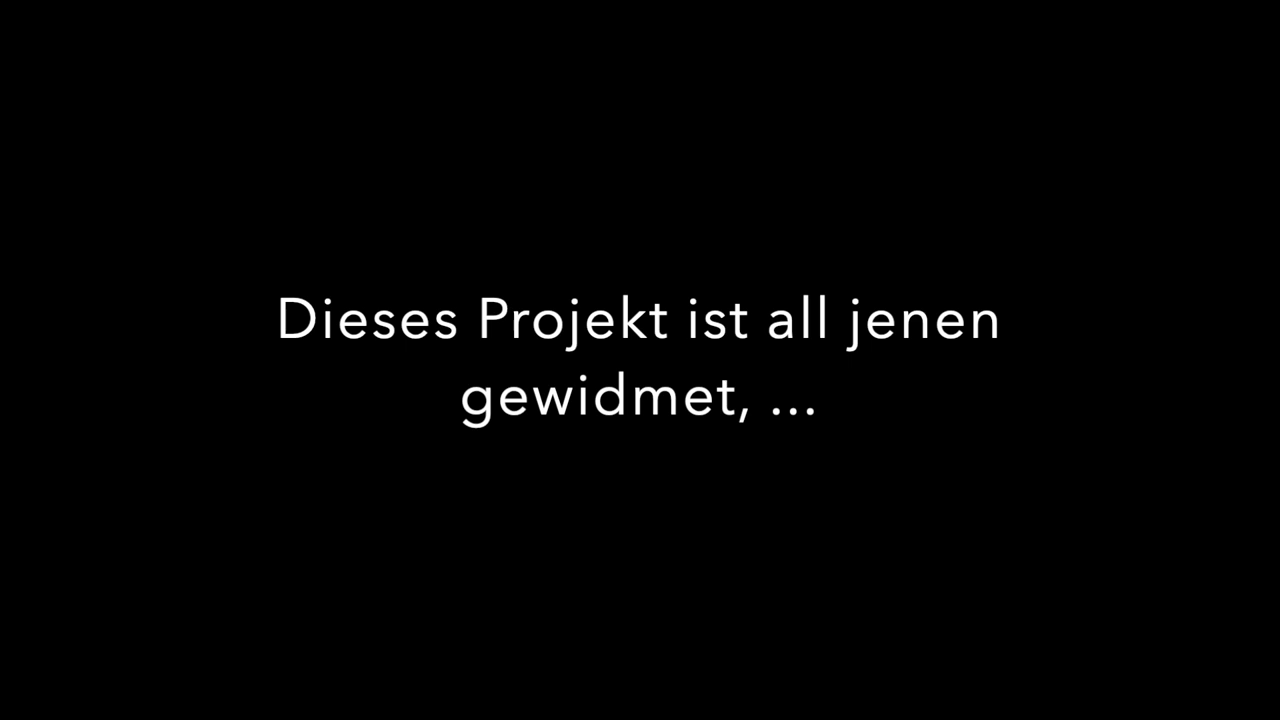 Dieses Projekt ist all jenen
gewidmet, ...